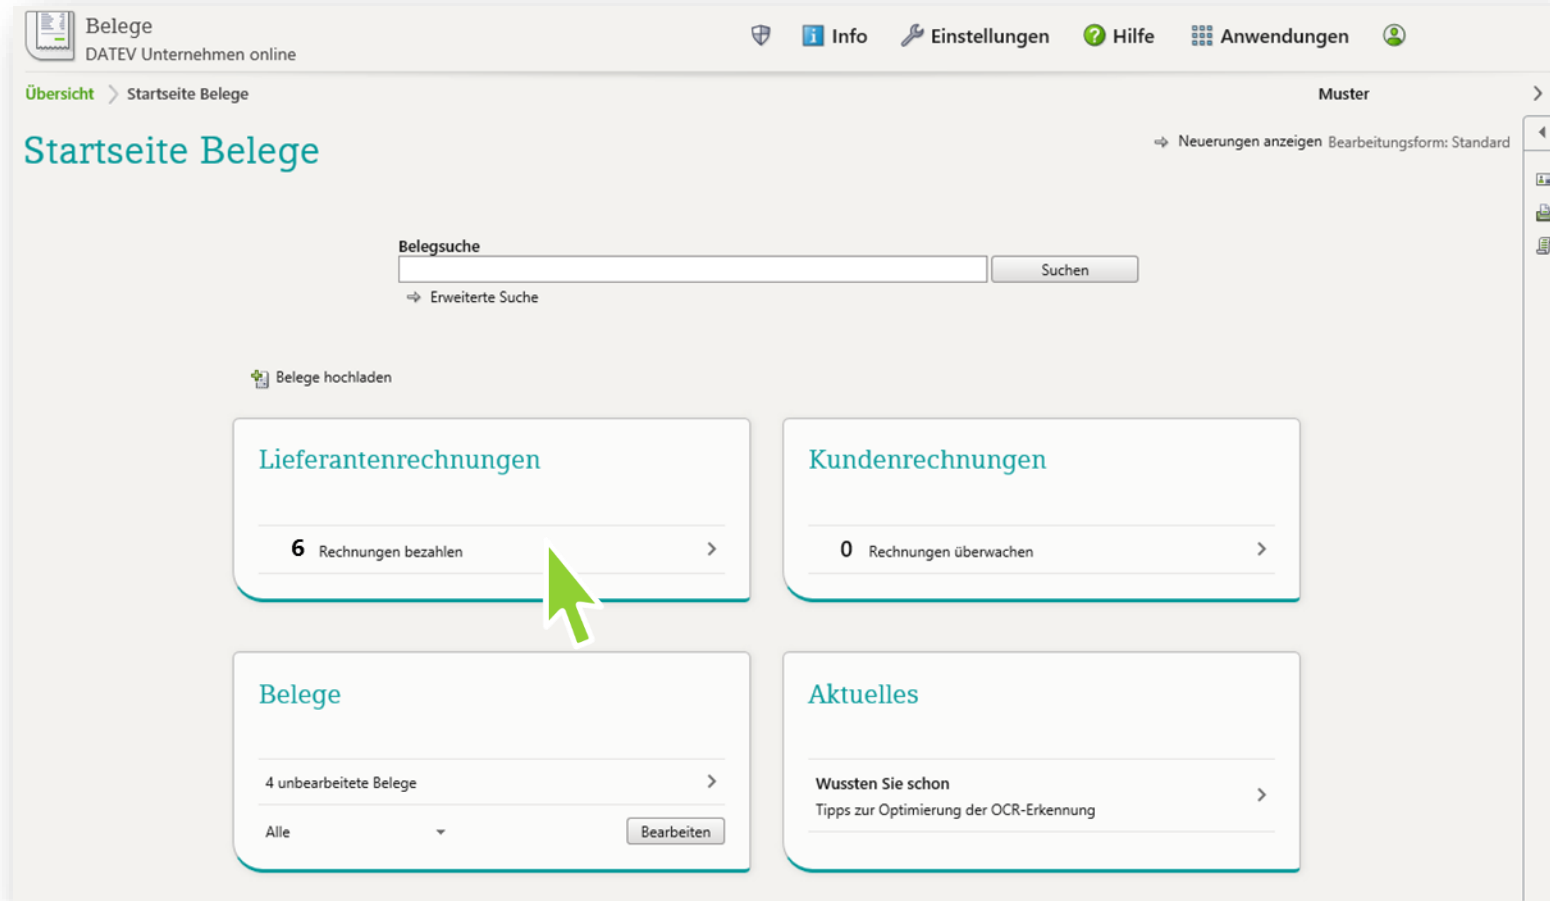 Belege
DATEV Unternehmen online
Info
Einstellungen
Hilfe
Anwendungen
Übersicht
Startseite Belege
Muster
Startseite Belege
Neuerungen anzeigen
Bearbeitungsform: Standard
Belegsuche
Suchen
Erweiterte Suche
Belege hochladen
Lieferantenrechnungen
6 Rechnungen bezahlen
Kundenrechnungen
0 Rechnungen überwachen
Belege
4 unbearbeitete Belege
Alle
Bearbeiten
Aktuelles
Wussten Sie schon
Tipps zur Optimierung der OCR-Erkennung